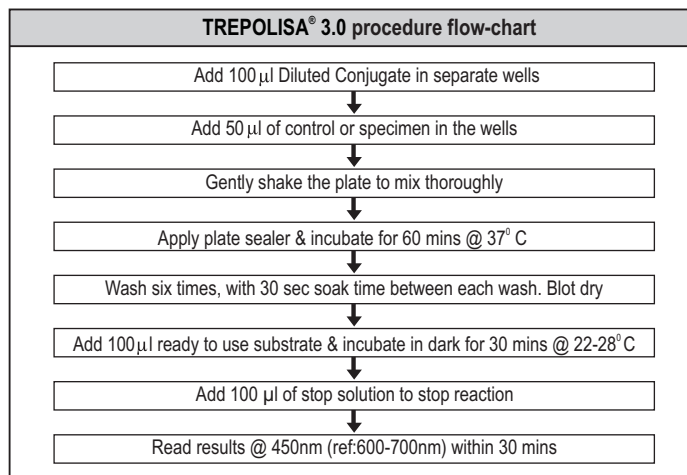 TREPOLISA® 3.0 procedure flow-chart
Add 100 µl Diluted Conjugate in separate wells
Add 50 µl of control or specimen in the wells
Gently shake the plate to mix thoroughly
Apply plate sealer & incubate for 60 mins @ 37⁰ C
Wash six times, with 30 sec soak time between each wash. Blot dry
Add 100 µl ready to use substrate & incubate in dark for 30 mins @ 22-28⁰ C
Add 100 µl of stop solution to stop reaction
Read results @ 450nm (ref:600-700nm) within 30 mins